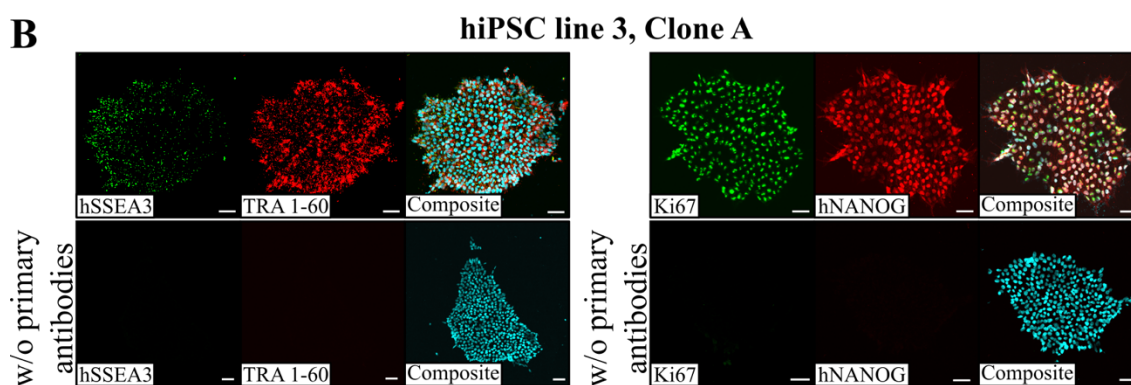 B
hiPSC line 3, Clone A
hSSEA3
TRA 1-60
Composite
Ki67
hNANOG
Composite
w/o primary
antibodies
hSSEA3
TRA 1-60
Composite
w/o primary
antibodies
Ki67
hNANOG
Composite